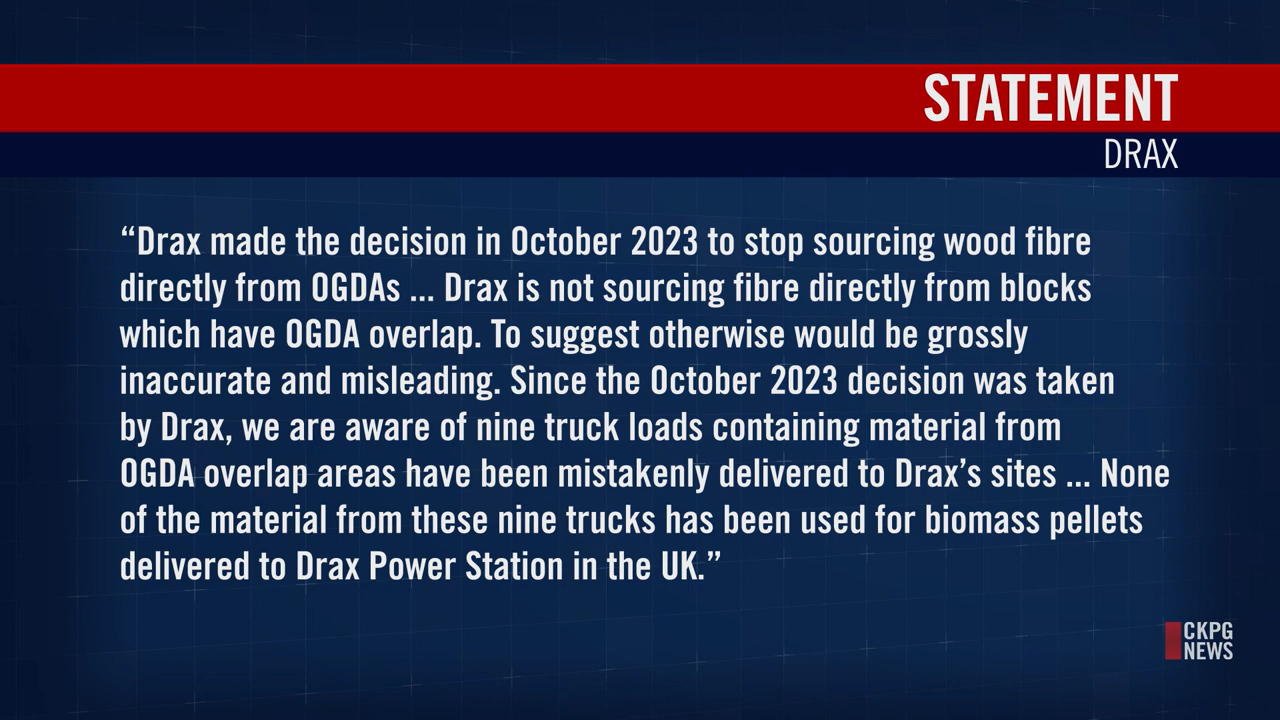 STATEMENT
DRAX
“Drax made the decision in October 2023 to stop sourcing wood fibre
directly from OGDAs ... Drax is not sourcing fibre directly from blocks
which have OGDA overlap. To suggest otherwise would be grossly
inaccurate and misleading. Since the October 2023 decision was taken
by Drax, we are aware of nine truck loads containing material from
OGDA overlap areas have been mistakenly delivered to Drax’s sites ... None
of the material from these nine trucks has been used for biomass pellets
delivered to Drax Power Station in the UK.”
CKPG
NEWS